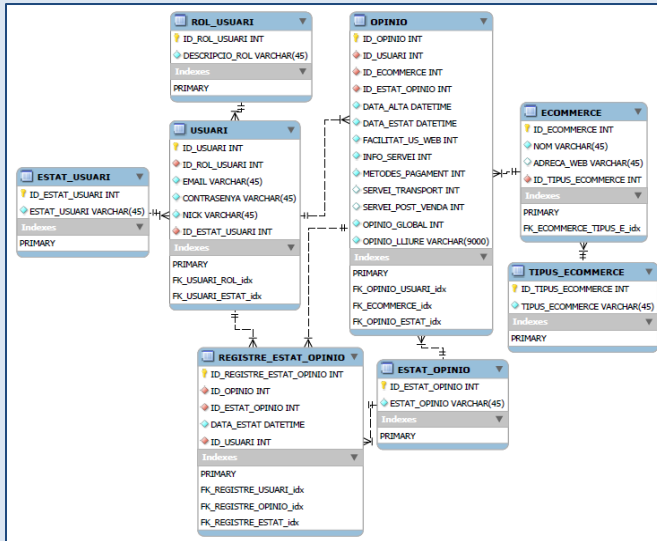 ROL_USUARI
ID_ROL_USUARI INT
DESCRIPCIO_ROL VARCHAR(45)
Indexes
PRIMARY
USUARI
ID_USUARI INT
ID_ROL_USUARI INT
EMAIL VARCHAR(45)
CONTRASENYA VARCHAR(45)
NICK VARCHAR(45)
ID_ESTAT_USUARI INT
Indexes
PRIMARY
FK_USUARI_ROL_idx
FK_USUARI_ESTAT_idx
ESTAT_USUARI
ID_ESTAT_USUARI INT
ESTAT_USUARI VARCHAR(45)
Indexes
PRIMARY
OPINIO
ID_OPINIO INT
ID_USUARI INT
ID_ECOMMERCE INT
ID_ESTAT_OPINIO INT
DATA_ALTA DATETIME
DATA_ESTAT DATETIME
FACILITAT_US_WEB INT
INFO_SERVEI INT
METODES_PAGAMENT INT
SERVEI_TRANSPORT INT
SERVEI_POST_VENDA INT
OPINIO_GLOBAL INT
OPINIO_LLIURE VARCHAR(9000)
Indexes
PRIMARY
FK_OPINIO_USUARI_idx
FK_ECOMMERCE_idx
FK_OPINIO_ESTAT_idx
ECOMMERCE
ID_ECOMMERCE INT
NOM VARCHAR(45)
ADRECA_WEB VARCHAR(45)
ID_TIPUS_ECOMMERCE INT
Indexes
PRIMARY
FK_ECOMMERCE_TIPUS_E_idx
TIPUS_ECOMMERCE
ID_TIPUS_ECOMMERCE INT
TIPUS_ECOMMERCE VARCHAR(45)
Indexes
PRIMARY
REGISTRE_ESTAT_OPINIO
ID_REGISTRE_ESTAT_OPINIO INT
ID_OPINIO INT
ID_ESTAT_OPINIO INT
DATA_ESTAT DATETIME
ID_USUARI INT
Indexes
PRIMARY
FK_REGISTRE_USUARI_idx
FK_REGISTRE_OPINIO_idx
FK_REGISTRE_ESTAT_idx
ESTAT_OPINIO
ID_ESTAT_OPINIO INT
ESTAT_OPINIO VARCHAR(45)
Indexes
PRIMARY